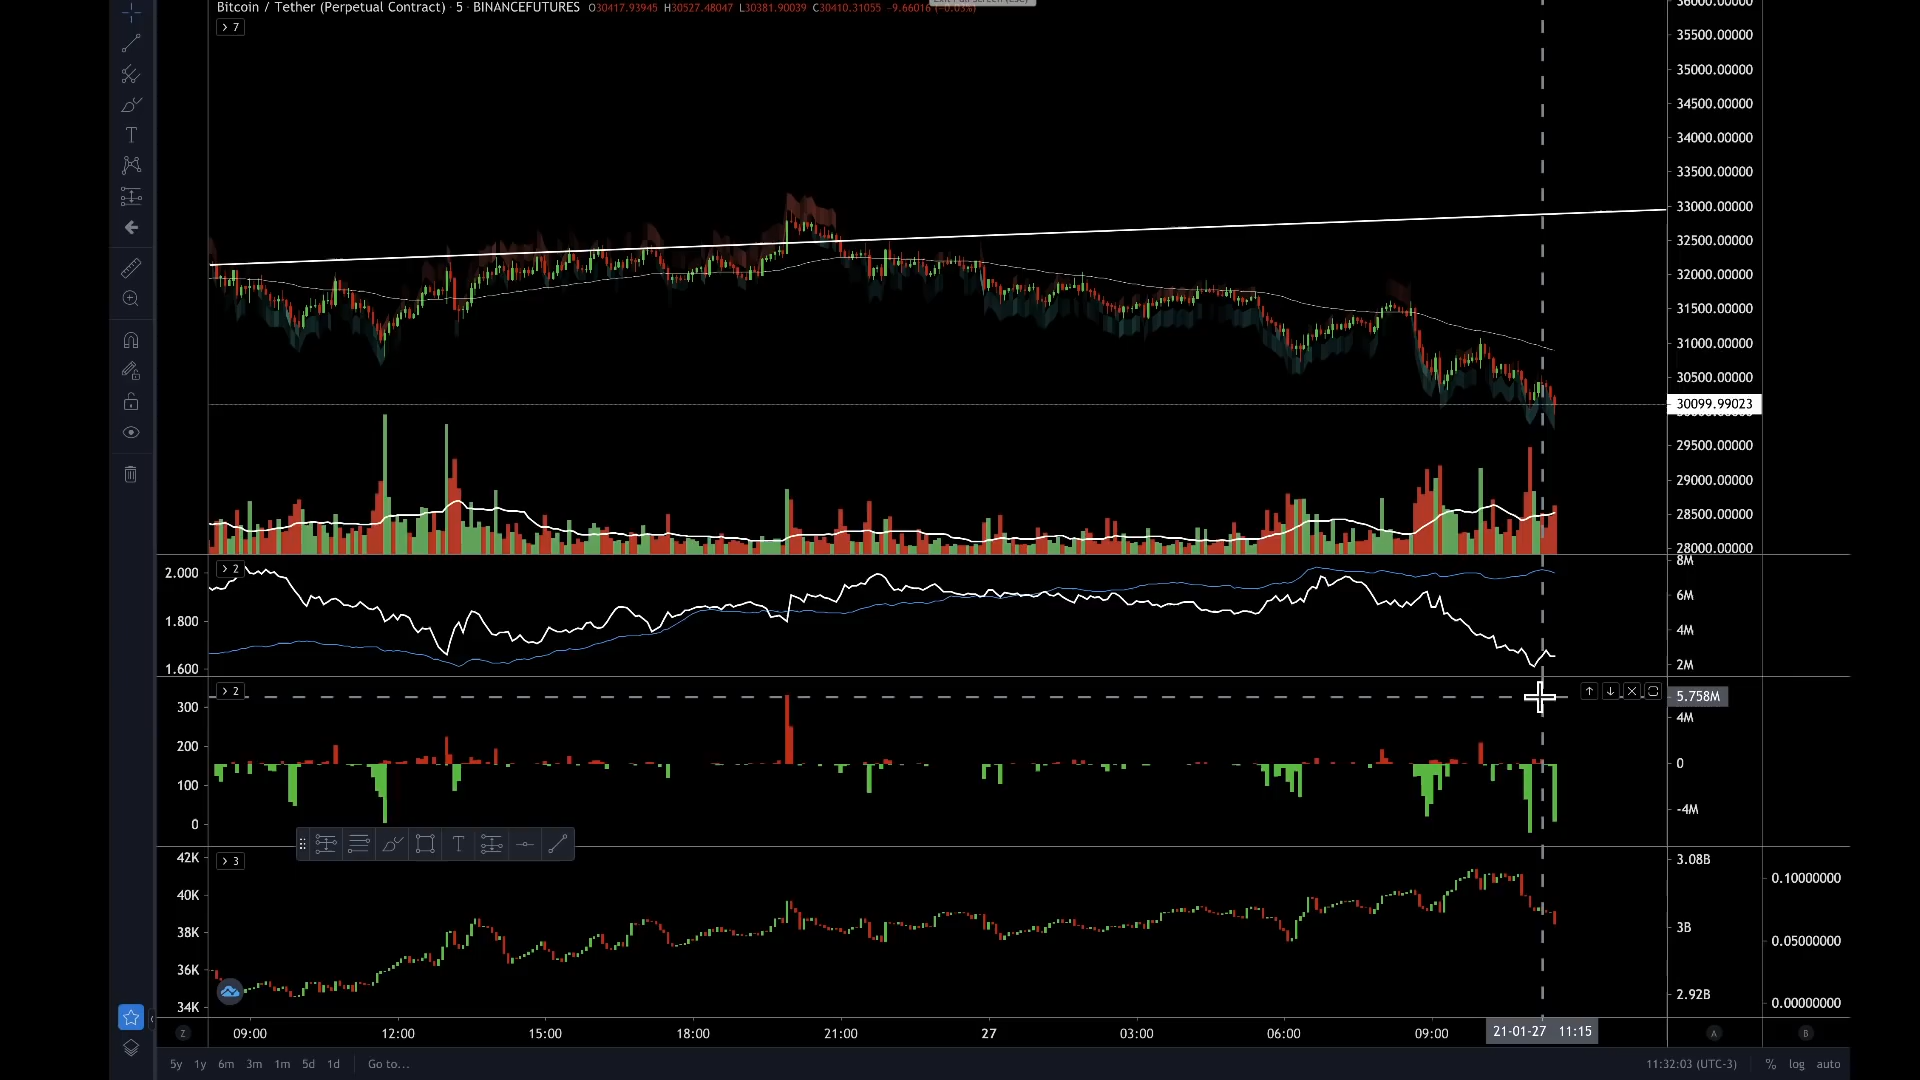 Bitcoin / Tether (Perpetual Contract) · 5 · BINANCEFUTURES O30417.93945 H30527.48047 L30381.90039 C30410.31055 −9.66016 (−0.03%)
> 7
36000.00000
35500.00000
35000.00000
34500.00000
34000.00000
33500.00000
33000.00000
32500.00000
32000.00000
31500.00000
31000.00000
30500.00000
30099.99023
29500.00000
29000.00000
28500.00000
28000.00000
> 2
2.000
1.800
1.600
8M
6M
4M
2M
> 2
300
200
100
0
5.758M
4M
0
-4M
> 3
42K
40K
38K
36K
34K
3.08B
3B
2.92B
0.10000000
0.05000000
0.00000000
Z
09:00 12:00 15:00 18:00 21:00 27 03:00 06:00 09:00 21-01-27 11:15
A
B
5y 1y 6m 3m 1m 5d 1d Go to...
11:32:03 (UTC-3) % log auto